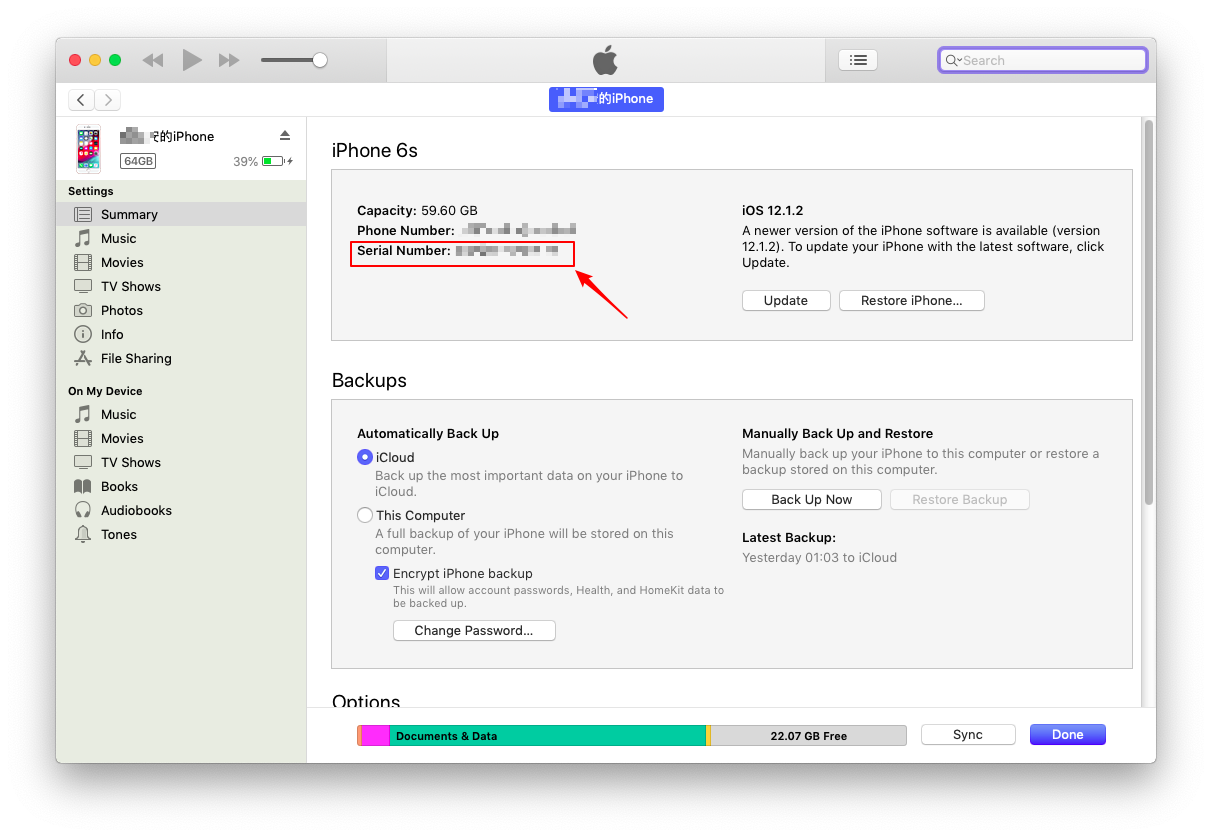 Search
的iPhone
的iPhone
64GB
39%
Settings
Summary
Music
Movies
TV Shows
Photos
Info
File Sharing
On My Device
Music
Movies
TV Shows
Books
Audiobooks
Tones
iPhone 6s
Capacity: 59.60 GB
Phone Number:
Serial Number:
iOS 12.1.2
A newer version of the iPhone software is available (version
12.1.2). To update your iPhone with the latest software, click
Update.
Update
Restore iPhone...
Backups
Automatically Back Up
iCloud
Back up the most important data on your iPhone to
iCloud.
This Computer
A full backup of your iPhone will be stored on this
computer.
Encrypt iPhone backup
This will allow account passwords, Health, and HomeKit data to
be backed up.
Change Password...
Manually Back Up and Restore
Manually back up your iPhone to this computer or restore a
backup stored on this computer.
Back Up Now
Restore Backup
Latest Backup:
Yesterday 01:03 to iCloud
Options
Documents & Data
22.07 GB Free
Sync
Done